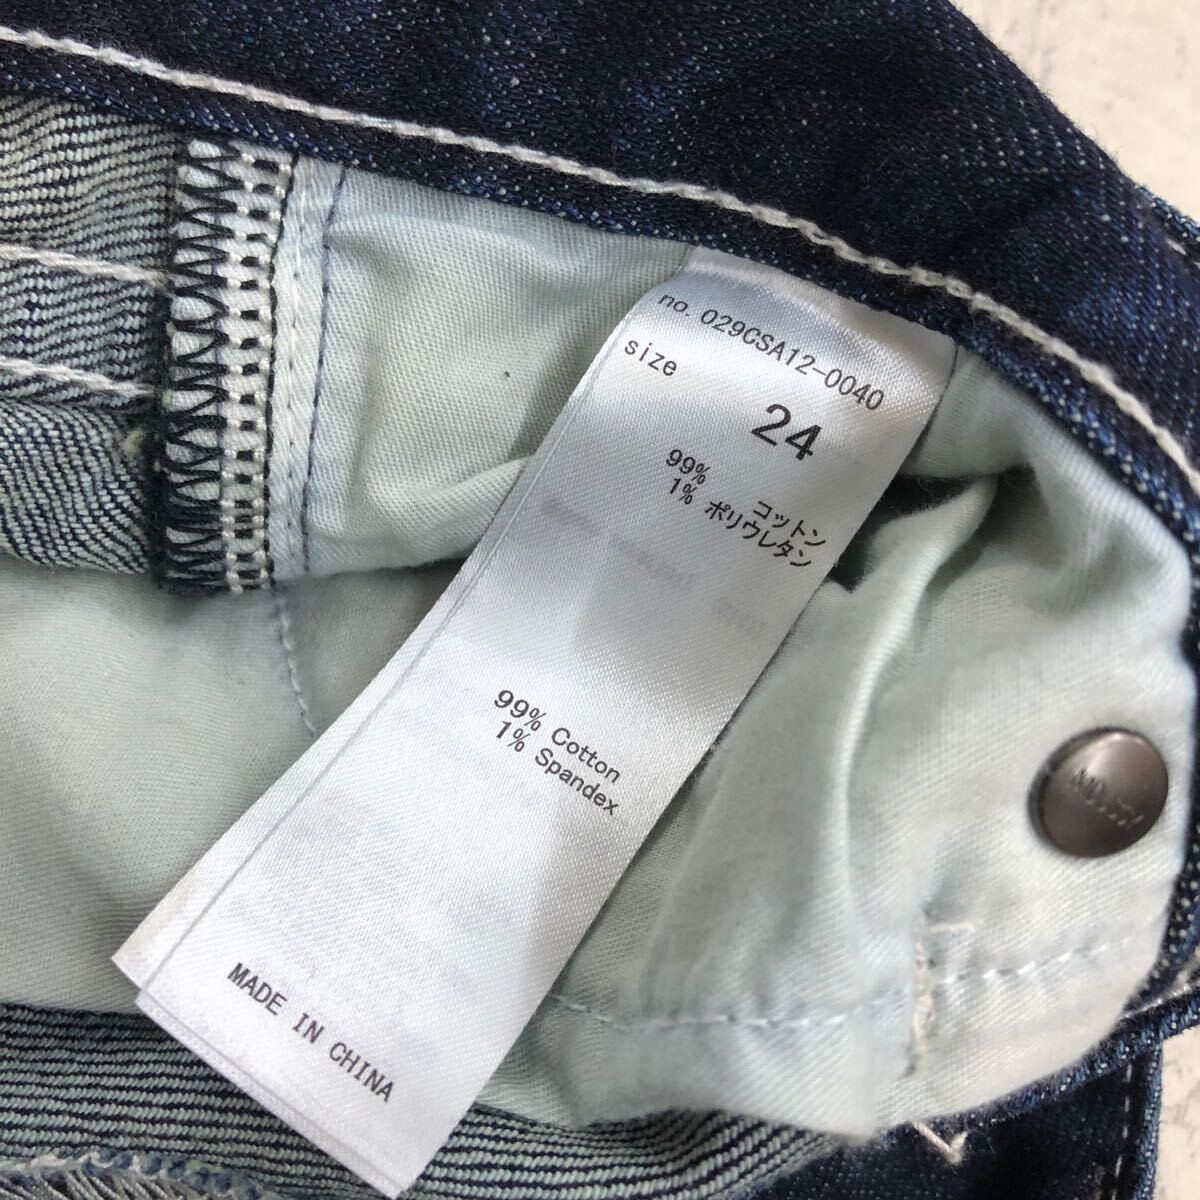 no. 029CSA12-0040
size
24
99% コットン
1% ポリウレタン
99% Cotton
1% Spandex
MADE IN CHINA
MOUSSY